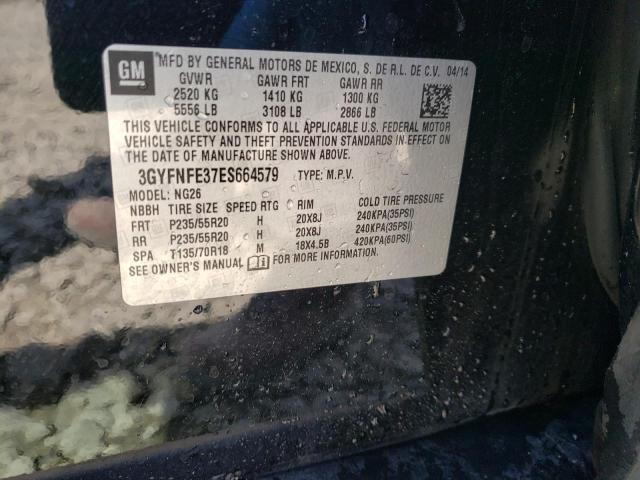 GM
MFD BY GENERAL MOTORS DE MEXICO, S. DE R.L. DE C.V. 04/14
GVWR GAWR FRT GAWR RR
2520 KG 1410 KG 1300 KG
5556 LB 3108 LB 2866 LB
THIS VEHICLE CONFORMS TO ALL APPLICABLE U.S. FEDERAL MOTOR
VEHICLE SAFETY AND THEFT PREVENTION STANDARDS IN EFFECT ON
THE DATE OF MANUFACTURE SHOWN ABOVE.
3GYFNFE37ES664579 TYPE: M.P.V.
MODEL: NG26
NBBH TIRE SIZE SPEED RTG RIM COLD TIRE PRESSURE
FRT P235/55R20 H 20X8J 240KPA(35PSI)
RR P235/55R20 H 20X8J 240KPA(35PSI)
SPA T135/70R18 M 18X4.5B 420KPA(60PSI)
SEE OWNER'S MANUAL FOR MORE INFORMATION.